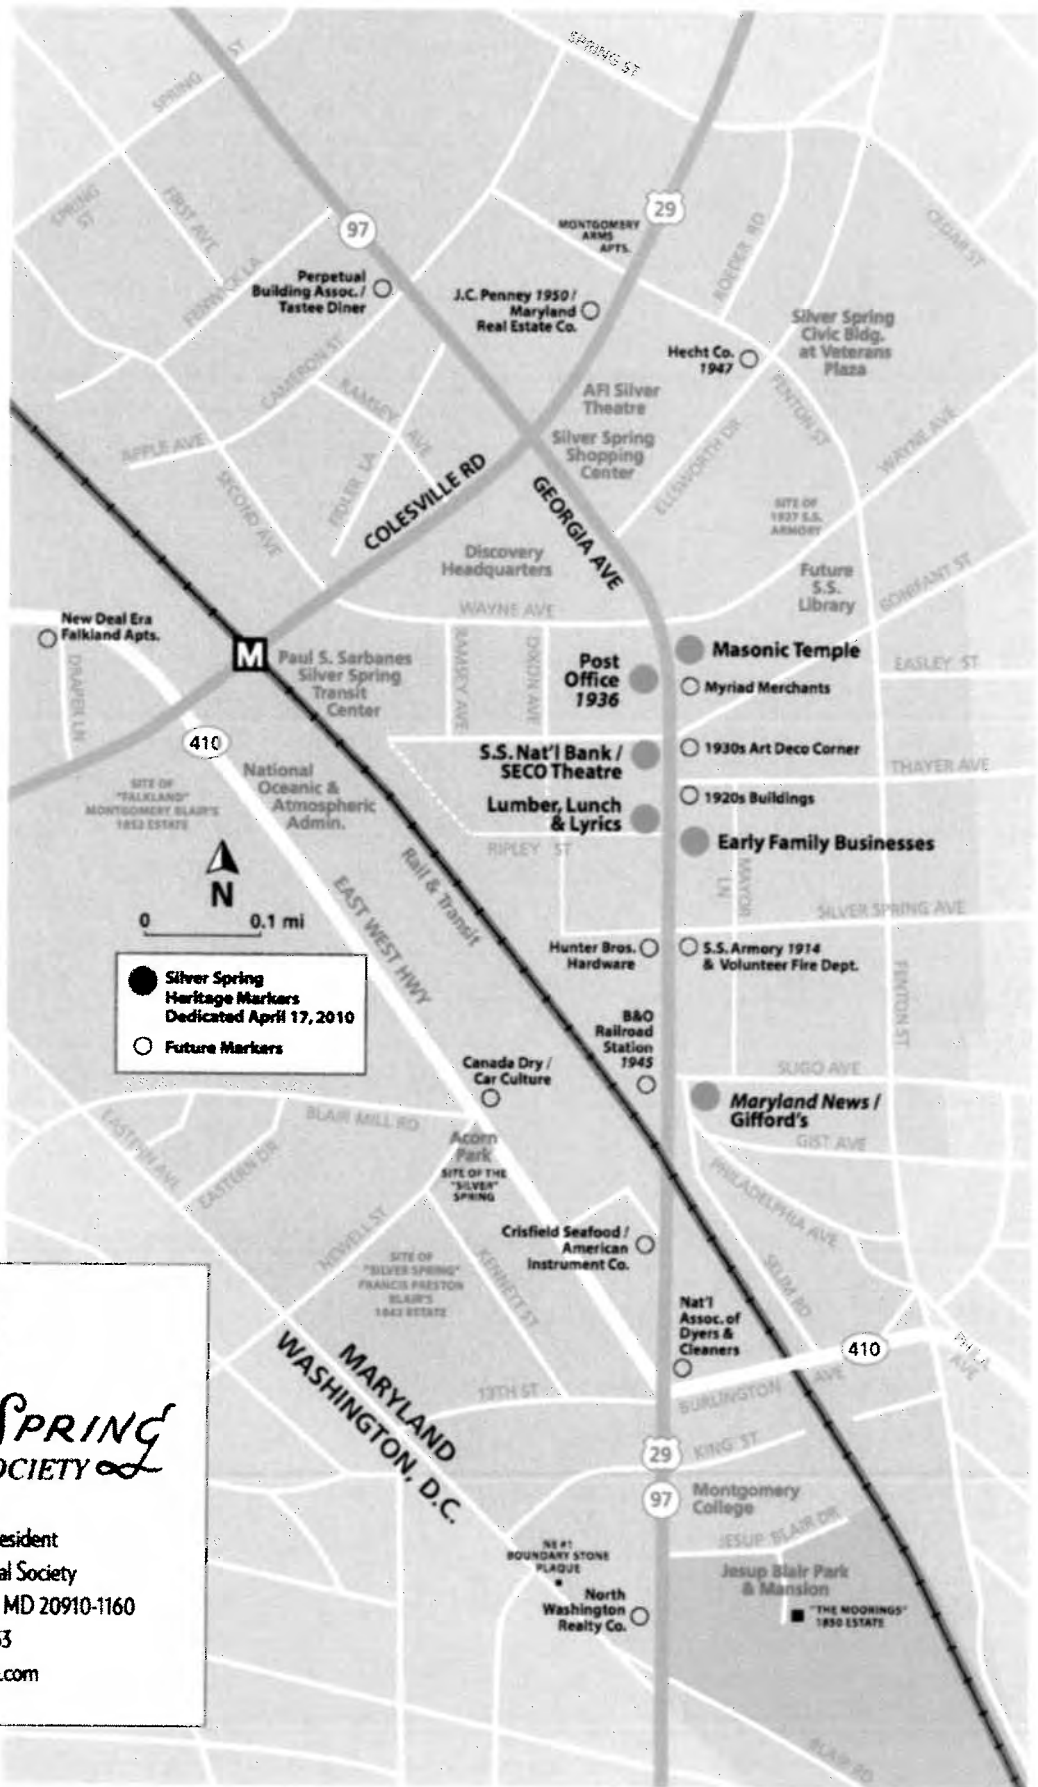 SPRING ST
SPRING
ST
SPRING
ST
FIRST AVE
97
29
MONTGOMERY
ARMS
APTS.
ROEDER RD
CEDAR ST
FENWICK LA
Perpetual
Building Assoc./
Tastee Diner
J.C. Penney 1950 /
Maryland
Real Estate Co.
Silver Spring
Civic Bldg.
at Veterans
Plaza
Hecht Co.
1947
CAMERON ST
RAMSEY AVE
AFI Silver
Theatre
FENTON ST
APPLE AVE
Silver Spring
Shopping
Center
ELLSWORTH DR
WAYNE AVE
SECOND AVE
FIDLER LA
COLESVILLE RD
GEORGIA AVE
SITE OF
1927 S.S.
ARMORY
Discovery
Headquarters
Future
S.S.
Library
BONIFANT ST
WAYNE AVE
New Deal Era
Falkland Apts.
M
Paul S. Sarbanes
Silver Spring
Transit
Center
DRAPER LN
RAMSEY AVE
DIXON AVE
Post
Office
1936
Masonic Temple
EASLEY ST
Myriad Merchants
410
S.S. Nat'l Bank /
SECO Theatre
1930s Art Deco Corner
THAYER AVE
SITE OF
"FALKLAND"
MONTGOMERY BLAIR'S
1852 ESTATE
National
Oceanic &
Atmospheric
Admin.
Lumber, Lunch
& Lyrics
1920s Buildings
RIPLEY ST
Early Family Businesses
N
0 0.1 mi
EAST WEST HWY
Rail & Transit
MAYOR
LN
SILVER SPRING AVE
Hunter Bros.
Hardware
S.S. Armory 1914
& Volunteer Fire Dept.
Silver Spring
Heritage Markers
Dedicated April 17, 2010
Future Markers
FENTON ST
B&O
Railroad
Station
1945
SLIGO AVE
Canada Dry /
Car Culture
Maryland News /
Gifford's
BLAIR MILL RD
GIST AVE
EASTERN AVE
EASTERN DR
Acorn
Park
SITE OF THE
"SILVER"
SPRING
PHILADELPHIA AVE
NEWELL ST
KENNETT ST
Crisfield Seafood /
American
Instrument Co.
SELIM RD
SITE OF
"SILVER SPRING"
FRANCIS PRESTON
BLAIR'S
1842 ESTATE
Nat'l
Assoc. of
Dyers &
Cleaners
410
PHILA
AVE
MARYLAND
WASHINGTON, D.C.
13TH ST
BURLINGTON AVE
29
KING ST
97
Montgomery
College
JESUP BLAIR DR
NE #1
BOUNDARY STONE
PLAQUE
Jesup Blair Park
& Mansion
North
Washington
Realty Co.
"THE MOORINGS"
1850 ESTATE
BLAIR RD
SPRING
OCIETY
esident
al Society
MD 20910-1160
53
.com